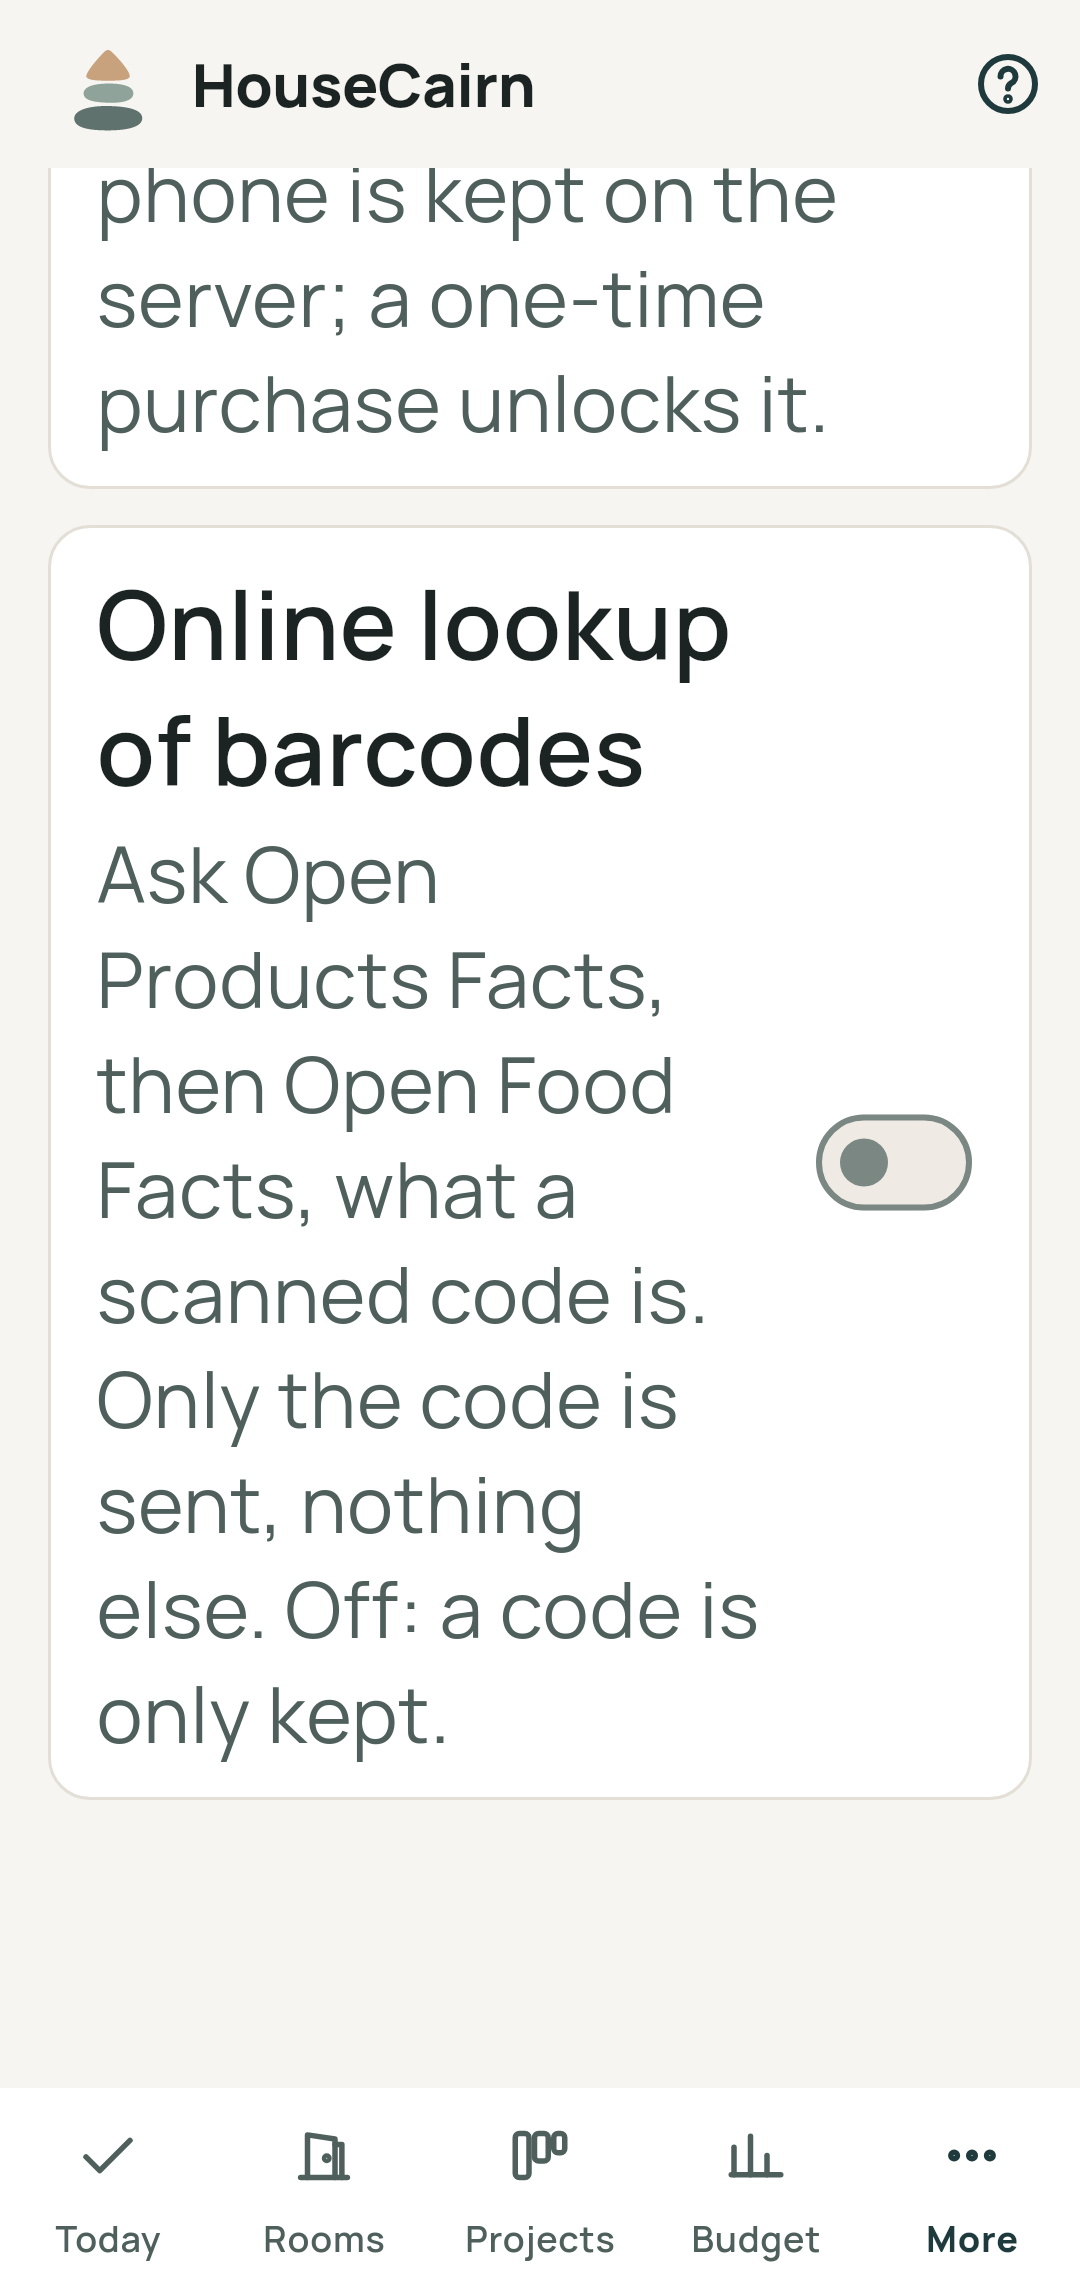 HouseCairn
phone is kept on the
server; a one-time
purchase unlocks it.
Online lookup
of barcodes
Ask Open
Products Facts,
then Open Food
Facts, what a
scanned code is.
Only the code is
sent, nothing
else. Off: a code is
only kept.
Today
Rooms
Projects
Budget
More